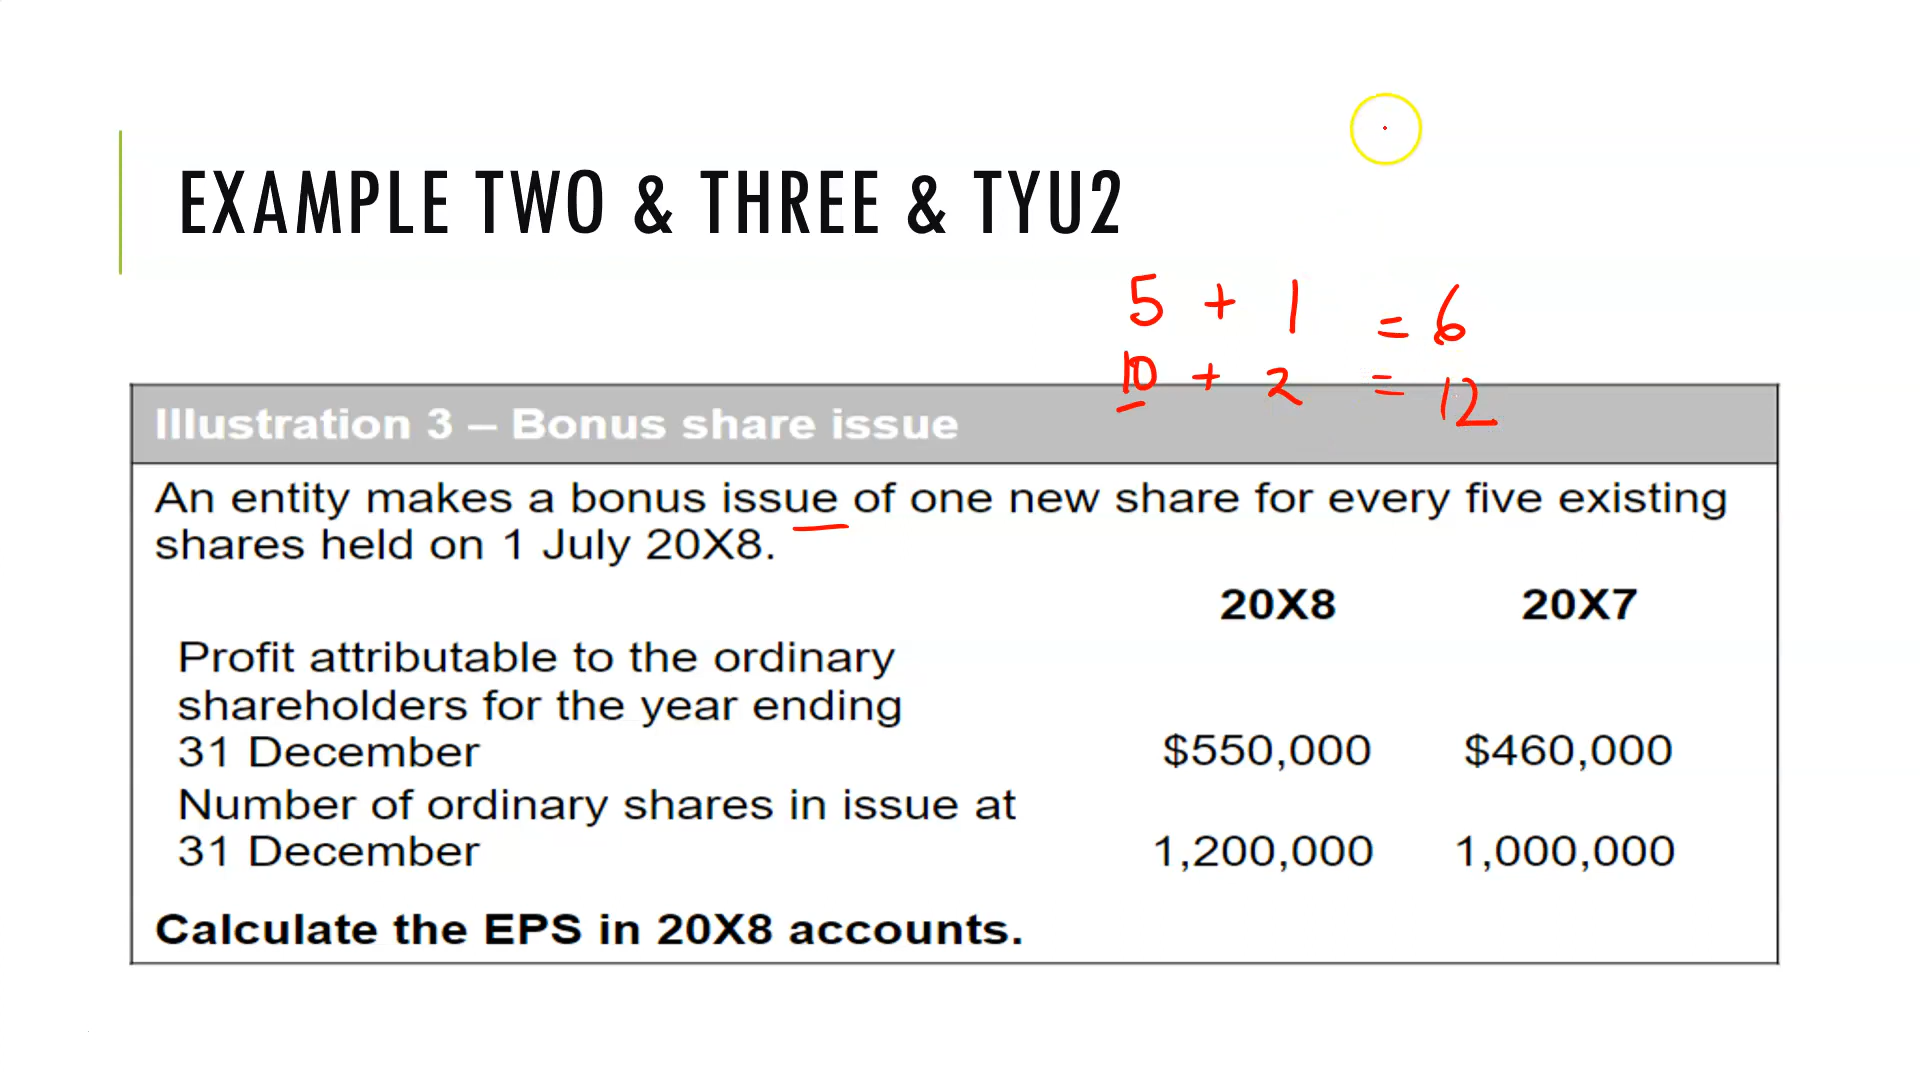 EXAMPLE TWO & THREE & TYU2
5 + 1 = 6
10 + 2 = 12
Illustration 3 – Bonus share issue
An entity makes a bonus issue of one new share for every five existing
shares held on 1 July 20X8.
20X8 20X7
Profit attributable to the ordinary
shareholders for the year ending
31 December $550,000 $460,000
Number of ordinary shares in issue at
31 December 1,200,000 1,000,000
Calculate the EPS in 20X8 accounts.